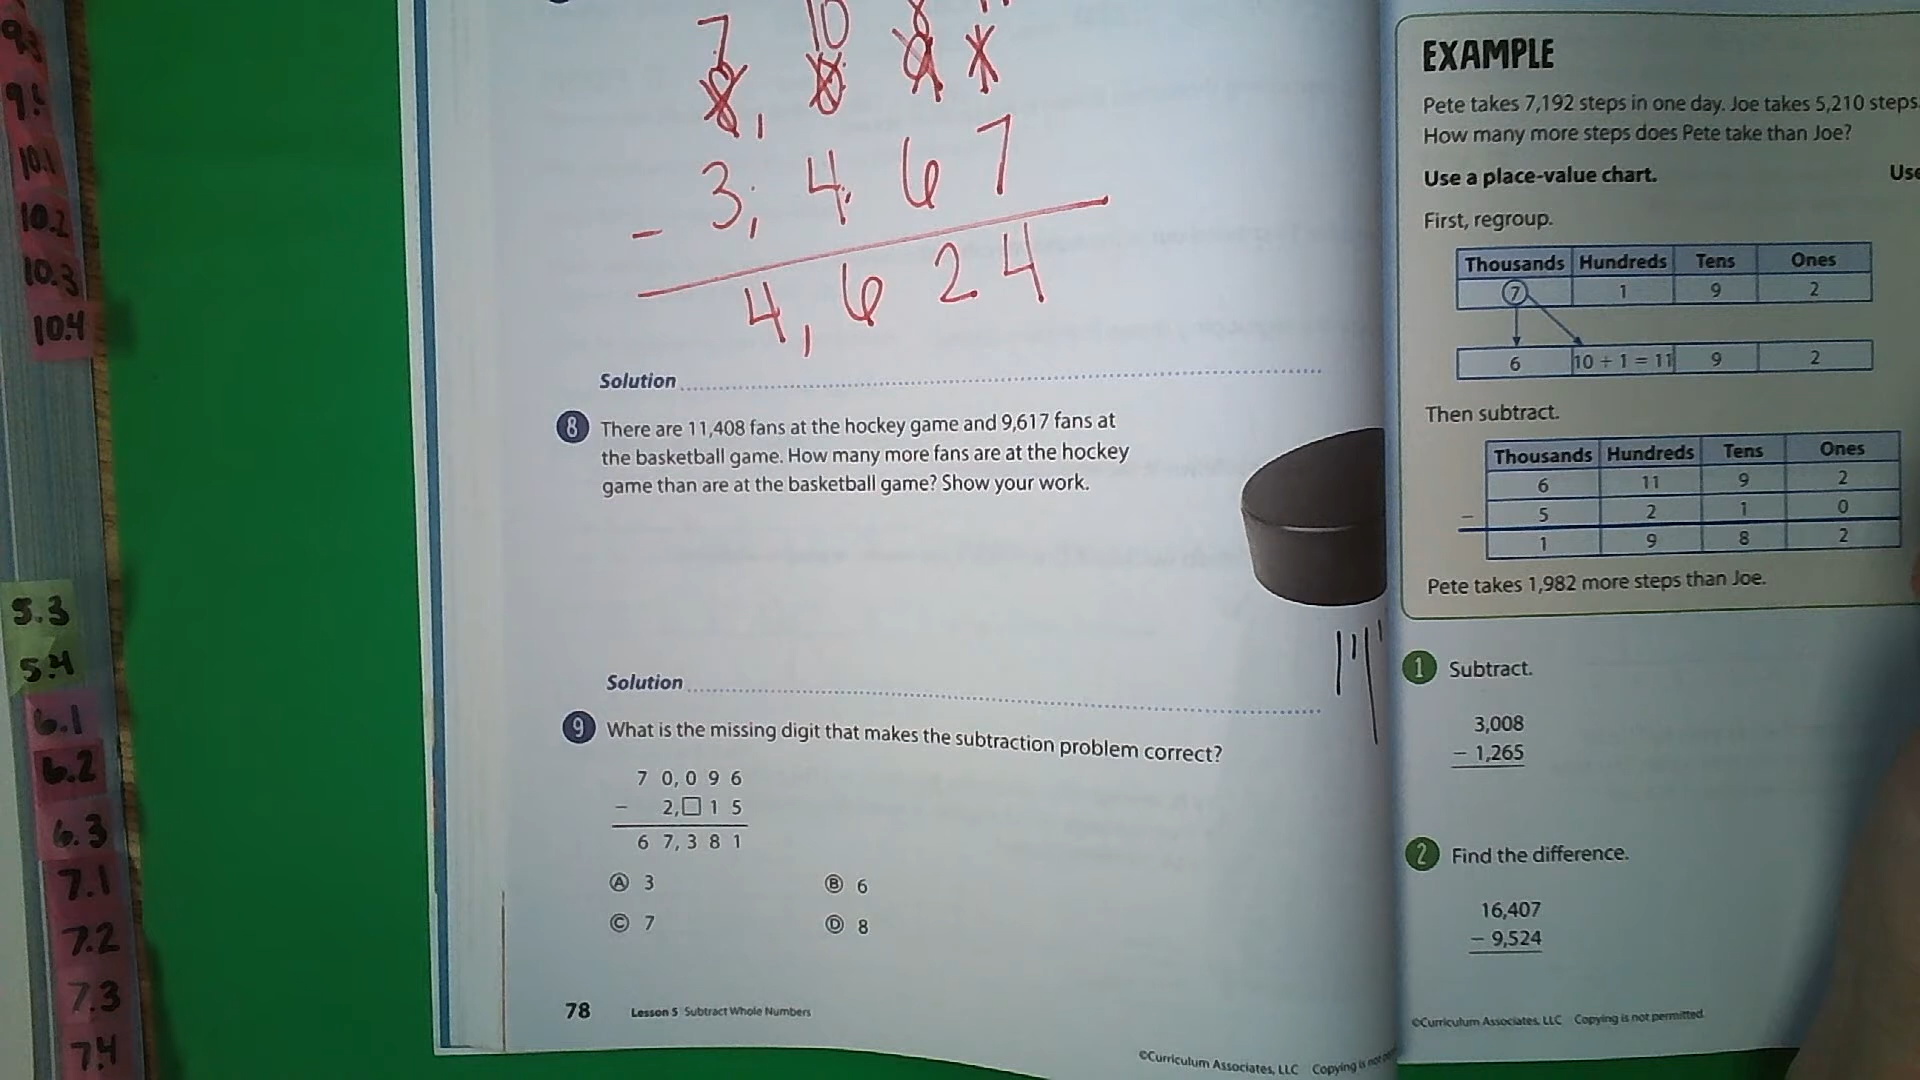 9.
10.1
10.2
10.3
10.4
5.3
5.4
6.1
6.2
6.3
7.1
7.2
7.3
7.4
7 10 8
8, 0 9 1
- 3, 4 6 7
4, 6 2 4
Solution
8 There are 11,408 fans at the hockey game and 9,617 fans at
the basketball game. How many more fans are at the hockey
game than are at the basketball game? Show your work.
Solution
9 What is the missing digit that makes the subtraction problem correct?
7 0,0 9 6
- 2,□ 1 5
6 7,3 8 1
A 3
B 6
C 7
D 8
78 Lesson 5 Subtract Whole Numbers
©Curriculum Associates, LLC Copying is not
EXAMPLE
Pete takes 7,192 steps in one day. Joe takes 5,210 steps.
How many more steps does Pete take than Joe?
Use a place-value chart.
First, regroup.
Thousands Hundreds Tens Ones
7 1 9 2
6 10 + 1 = 11 9 2
Then subtract.
Thousands Hundreds Tens Ones
6 11 9 2
- 5 2 1 0
1 9 8 2
Pete takes 1,982 more steps than Joe.
1 Subtract.
3,008
- 1,265
2 Find the difference.
16,407
- 9,524
©Curriculum Associates, LLC Copying is not permitted.